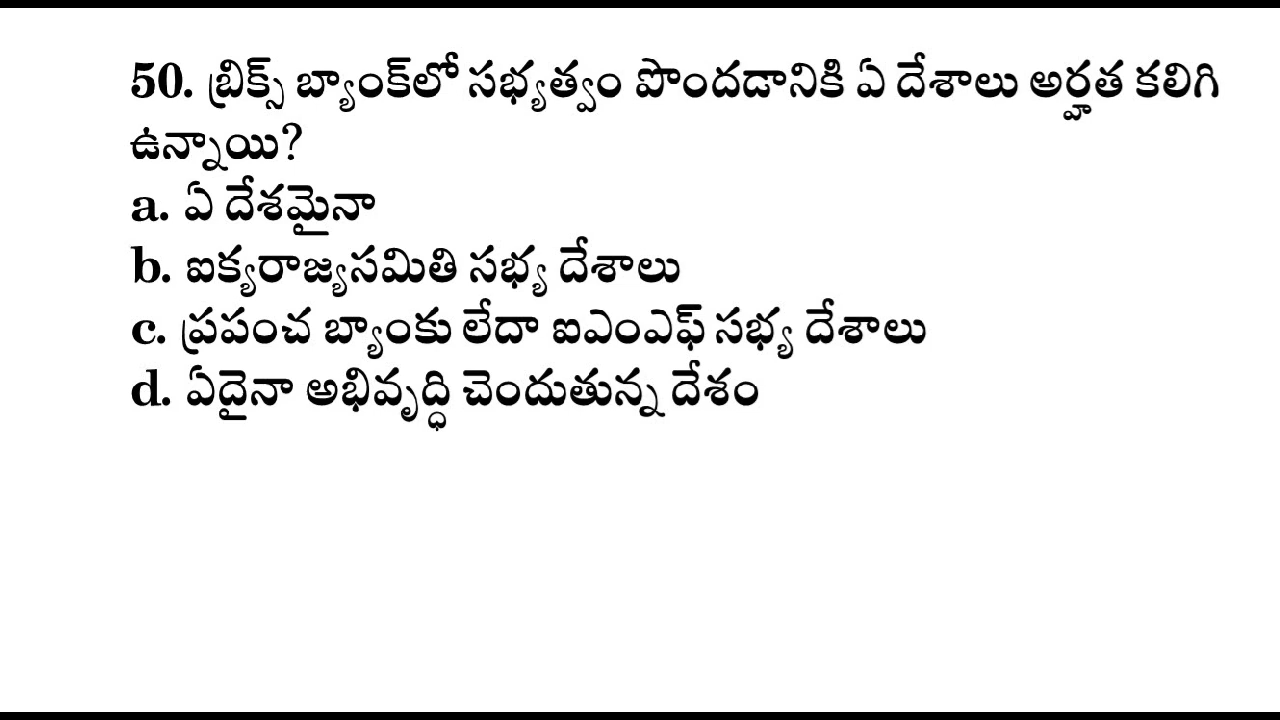 50. బ్రిక్స్ బ్యాంక్‌లో సభ్యత్వం పొందడానికి ఏ దేశాలు అర్హత కలిగి
ఉన్నాయి?
a. ఏ దేశమైనా
b. ఐక్యరాజ్యసమితి సభ్య దేశాలు
c. ప్రపంచ బ్యాంకు లేదా ఐఎంఎఫ్ సభ్య దేశాలు
d. ఏదైనా అభివృద్ధి చెందుతున్న దేశం